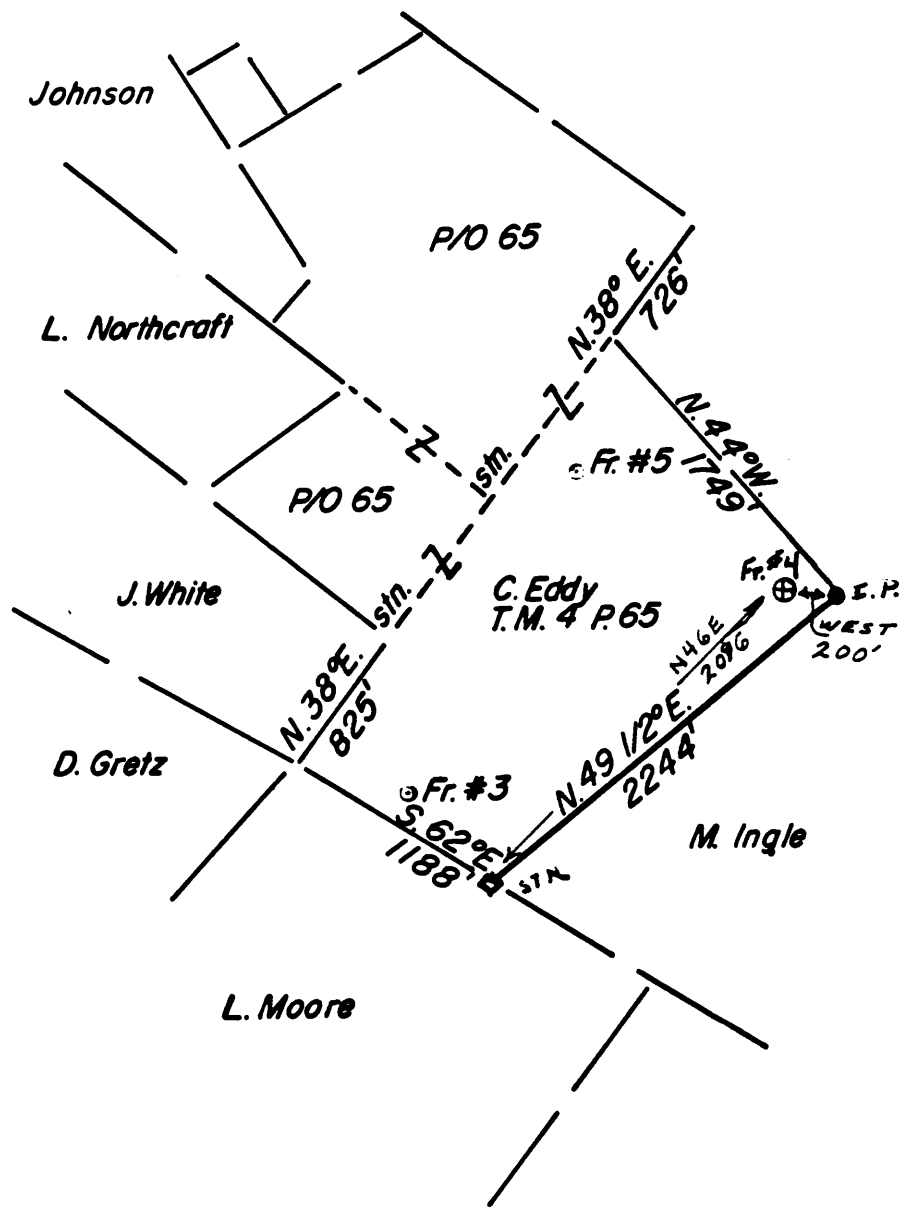 Johnson
P/O 65
N.38° E.
726'
L. Northcraft
Z
Z
stn.
N.44°W.
1749'
Fr. #5
P/O 65
Z
J. White
stn.
C. Eddy
T.M. 4 P. 65
Fr. #4
I.P.
WEST
200'
N46E
2096
N. 38°E.
825'
N.49 1/2°E.
2244'
D. Gretz
Fr. #3
S. 62°E.
1188'
STN
M. Ingle
L. Moore